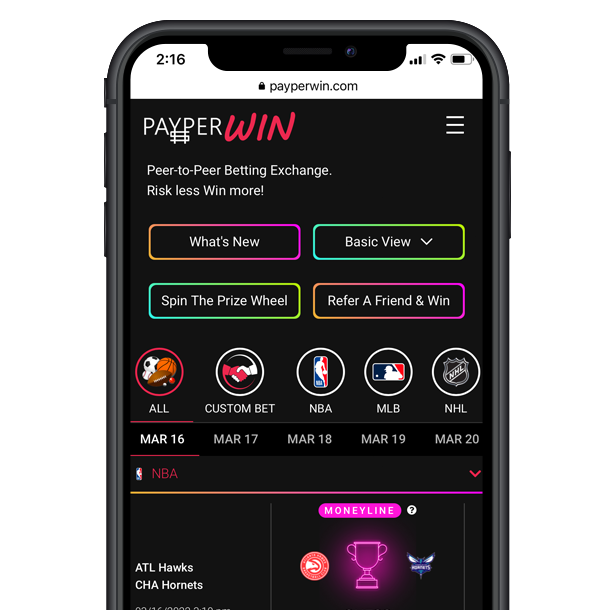 2:16
payperwin.com
PAYPERWIN
Peer-to-Peer Betting Exchange.
Risk less Win more!
What's New
Basic View
Spin The Prize Wheel
Refer A Friend & Win
ALL
CUSTOM BET
NBA
MLB
NHL
MAR 16
MAR 17
MAR 18
MAR 19
MAR 20
NBA
MONEYLINE ?
ATL Hawks
CHA Hornets